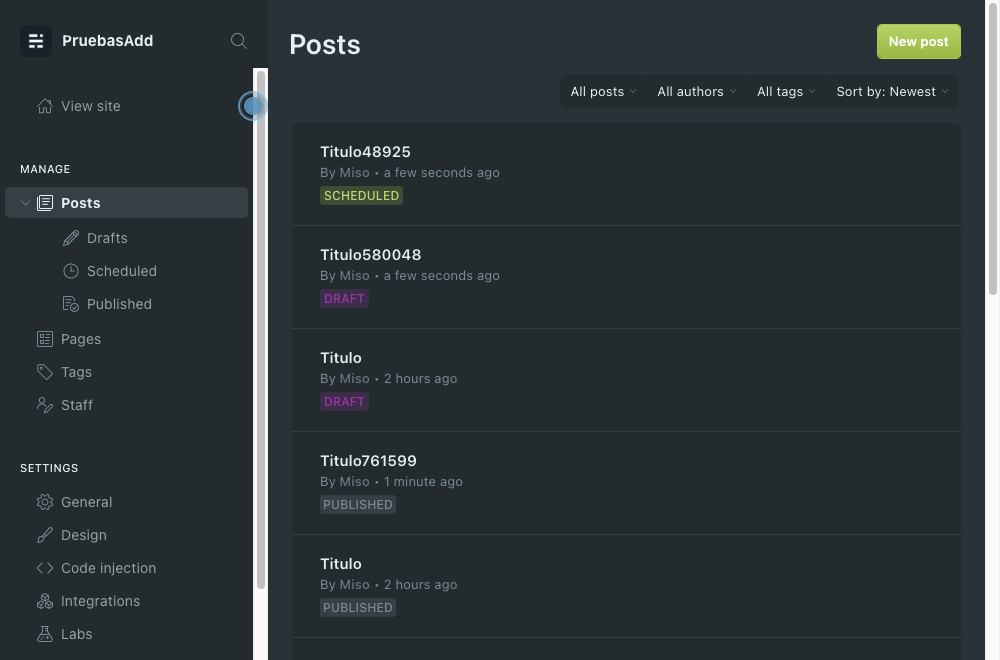 PruebasAdd
View site
MANAGE
Posts
Drafts
Scheduled
Published
Pages
Tags
Staff
SETTINGS
General
Design
Code injection
Integrations
Labs
Posts
New post
All posts
All authors
All tags
Sort by: Newest
Titulo48925
By Miso • a few seconds ago
SCHEDULED
Titulo580048
By Miso • a few seconds ago
DRAFT
Titulo
By Miso • 2 hours ago
DRAFT
Titulo761599
By Miso • 1 minute ago
PUBLISHED
Titulo
By Miso • 2 hours ago
PUBLISHED